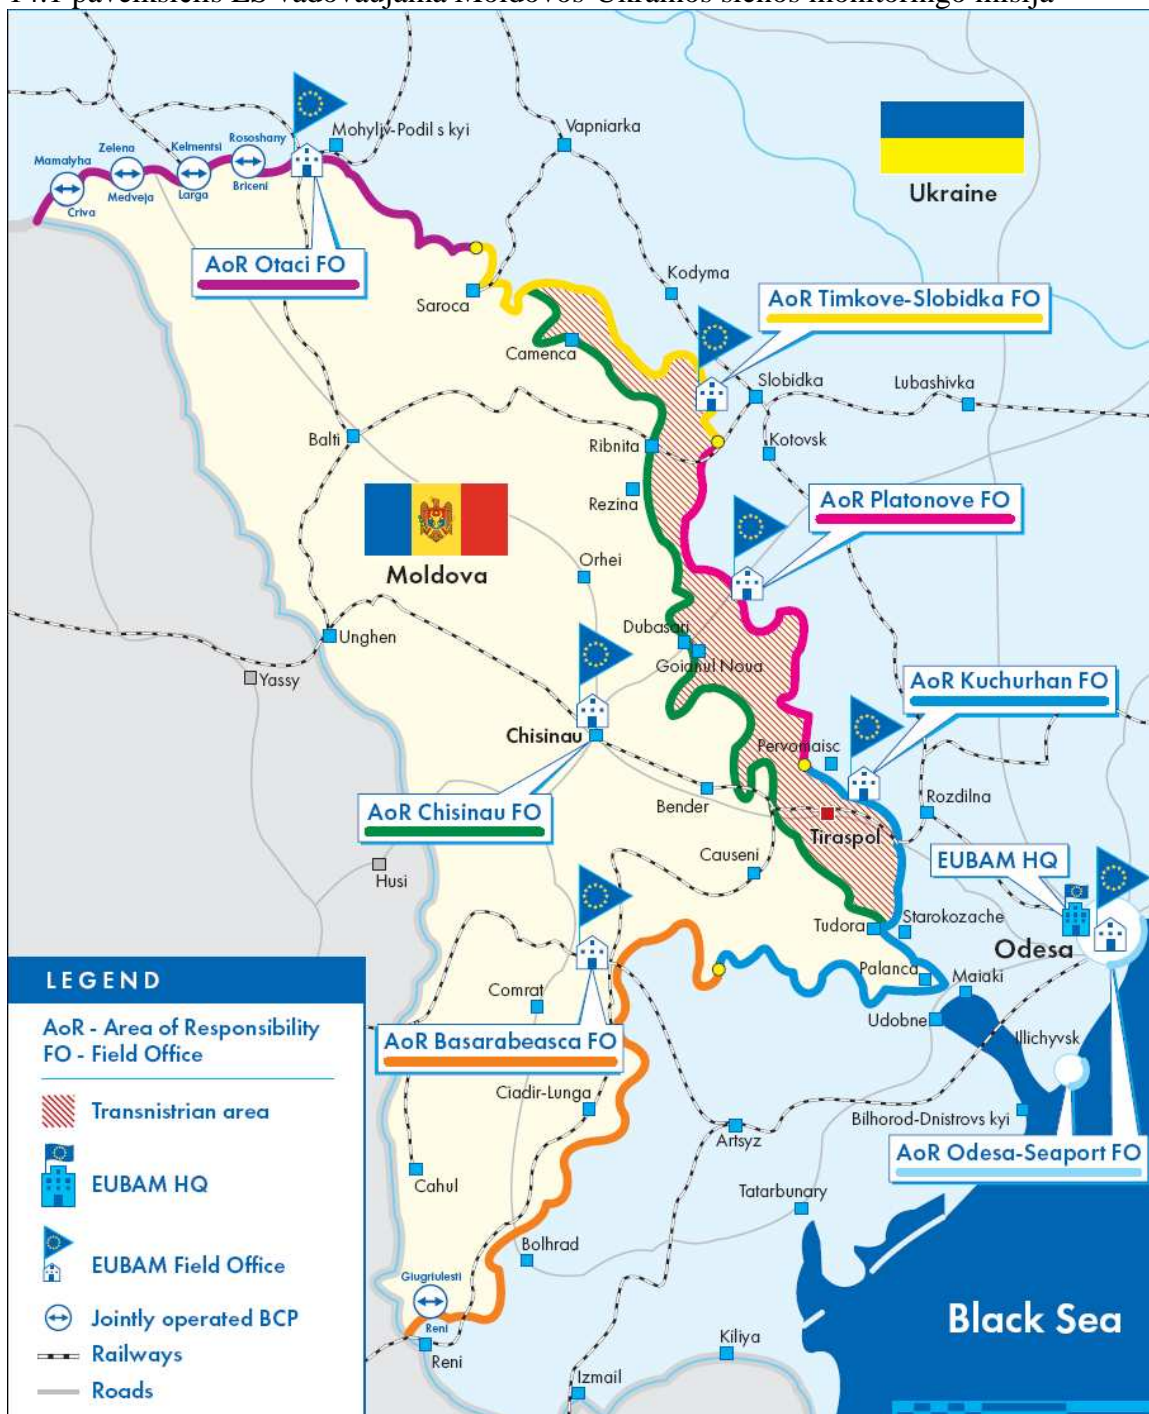 14.1 paveikslėlis ES vadovaujama Moldovos-Ukrainos sienos monitoringo misija
Mohyliv-Podil s kyi
Vapniarka
Rososhany
Kelmentsi
Zelena
Mamalyha
Criva
Medveja
Larga
Briceni
Ukraine
AoR Otaci FO
Kodyma
AoR Timkove-Slobidka FO
Saroca
Camenca
Slobidka
Lubashivka
Balti
Ribnita
Kotovsk
Rezina
AoR Platonove FO
Moldova
Orhei
Dubasari
Unghen
Goianul Noua
Yassy
AoR Kuchurhan FO
Chisinau
Pervomaisc
AoR Chisinau FO
Bender
Rozdilna
Tiraspol
Causeni
EUBAM HQ
Husi
Tudora
Starokozache
Odesa
Palanca
Maiaki
Comrat
Udobne
Illichyvsk
AoR Basarabeasca FO
Ciadir-Lunga
Bilhorod-Dnistrovs kyi
Artsyz
AoR Odesa-Seaport FO
Cahul
Tatarbunary
Bolhrad
Giugriulesti
Reni
Reni
Black Sea
Kiliya
Izmail
LEGEND
AoR - Area of Responsibility
FO - Field Office
Transnistrian area
EUBAM HQ
EUBAM Field Office
Jointly operated BCP
Railways
Roads